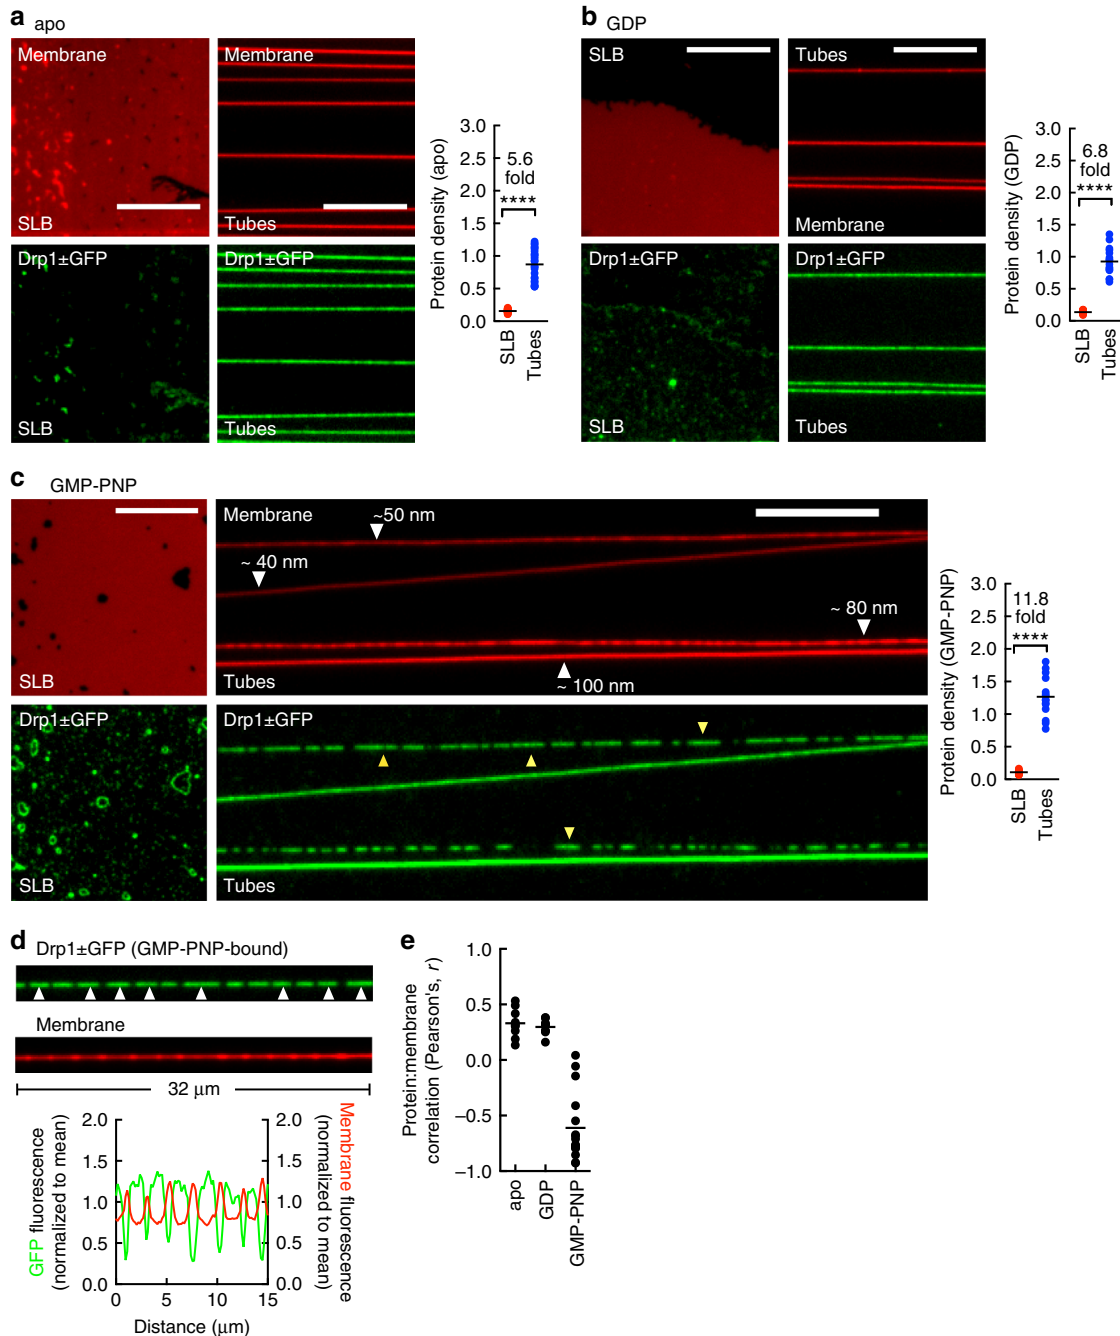 a apo
Membrane
SLB
Membrane
Tubes
Drp1±GFP
SLB
Drp1±GFP
Tubes
Protein density (apo)
3.0
2.5
2.0
1.5
1.0
0.5
0.0
5.6
fold
****
SLB
Tubes
b GDP
SLB
Tubes
Membrane
Drp1±GFP
SLB
Drp1±GFP
Tubes
Protein density (GDP)
3.0
2.5
2.0
1.5
1.0
0.5
0.0
6.8
fold
****
SLB
Tubes
c GMP-PNP
SLB
Membrane
~50 nm
~ 40 nm
~ 80 nm
~ 100 nm
Tubes
Drp1±GFP
SLB
Drp1±GFP
Tubes
Protein density (GMP-PNP)
3.0
2.5
2.0
1.5
1.0
0.5
0.0
11.8
fold
****
SLB
Tubes
d Drp1±GFP (GMP-PNP-bound)
Membrane
32 μm
GFP fluorescence
(normalized to mean)
2.0
1.5
1.0
0.5
0.0
2.0
1.5
1.0
0.5
0.0
Membrane fluorescence
(normalized to mean)
0 5 10 15
Distance (μm)
e
Protein:membrane
correlation (Pearson's, r)
1.0
0.5
0.0
−0.5
−1.0
apo
GDP
GMP-PNP